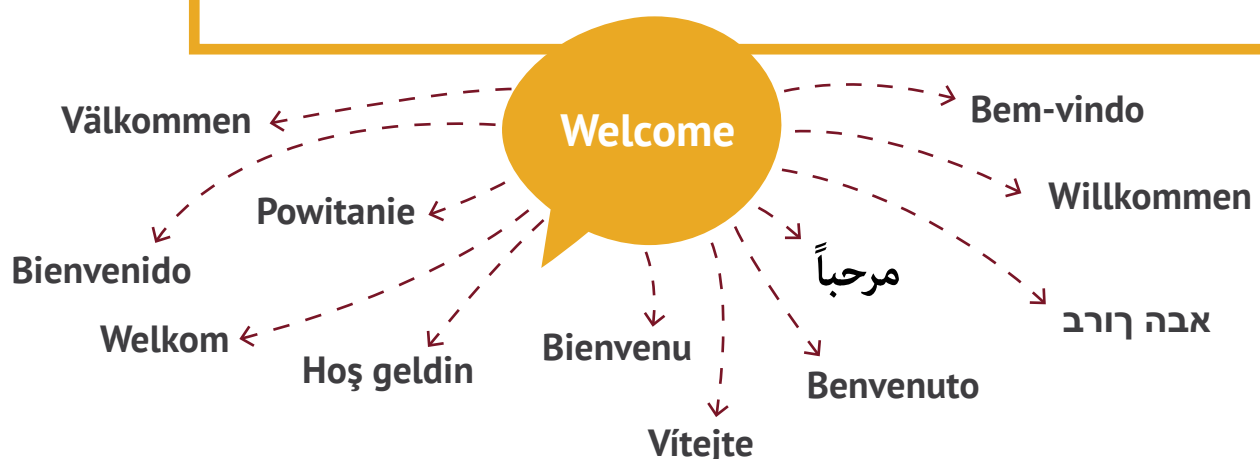 Welcome
Välkommen
Bem-vindo
Powitanie
Willkommen
Bienvenido
مرحباً
אבה ךורב
Welkom
Hoş geldin
Bienvenu
Benvenuto
Vítejte